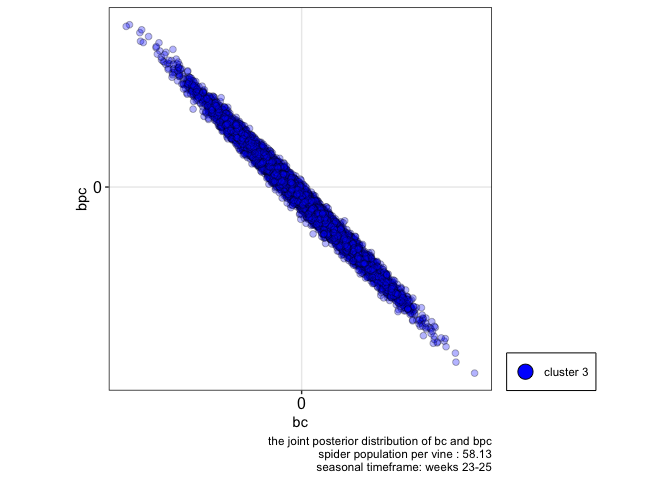 bpc
0
0
bc
cluster 3
the joint posterior distribution of bc and bpc
spider population per vine : 58.13
seasonal timeframe: weeks 23-25